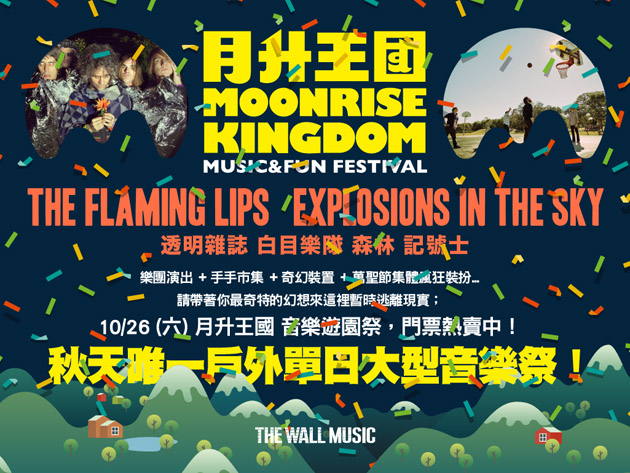 月升王國
MOONRISE
KINGDOM
MUSIC&FUN FESTIVAL
THE FLAMING LIPS EXPLOSIONS IN THE SKY
透明雜誌 白目樂隊 森林 記號士
樂團演出 + 手手市集 + 奇幻裝置 + 萬聖節集體瘋狂裝扮...
請帶著你最奇特的幻想來這裡暫時逃離現實；
10/26 (六) 月升王國 音樂遊園祭，門票熱賣中！
秋天唯一戶外單日大型音樂祭！
THE WALL MUSIC